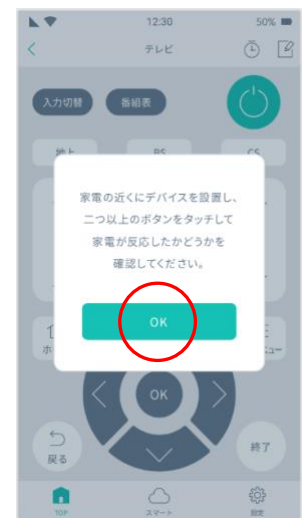 12:30
50%
テレビ
入力切替
番組表
地上
BS
CS
家電の近くにデバイスを設置し、
二つ以上のボタンをタッチして
家電が反応したかどうかを
確認してください。
OK
OK
戻る
終了
TOP
スマート
設定